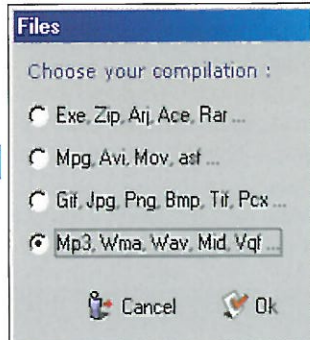 Files
Choose your compilation :
Exe, Zip, Arj, Ace, Rar ...
Mpg, Avi, Mov, asf ...
Gif, Jpg, Png, Bmp, Tif, Pcx ...
Mp3, Wma, Wav, Mid, Vqf ...
Cancel Ok